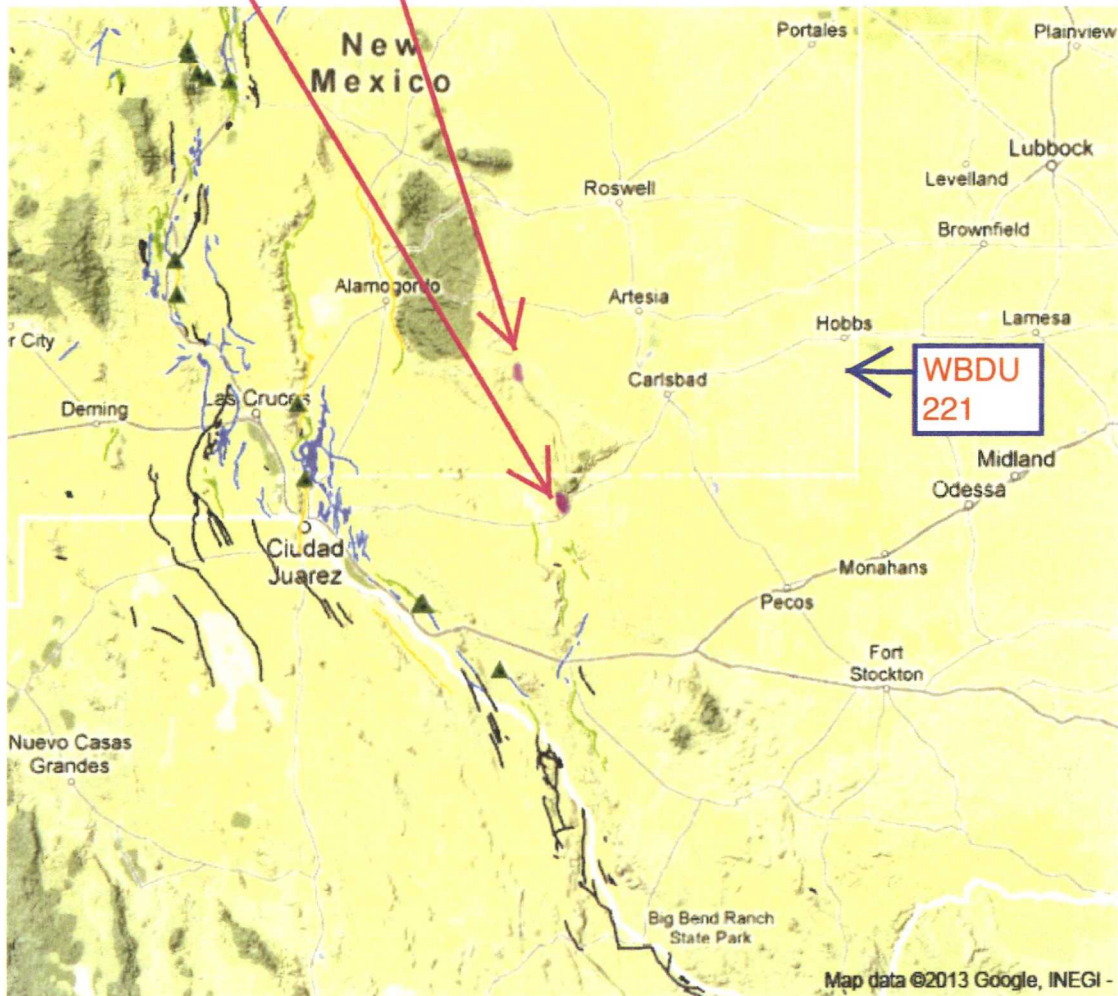 New
Mexico
Portales
Plainview
Lubbock
Levelland
Roswell
Brownfield
Alamogordo
Artesia
Hobbs
Lamesa
er City
Carlsbad
WBDU
221
Deming
Las Cruces
Midland
Odessa
Ciudad
Juarez
Monahans
Pecos
Fort
Stockton
Nuevo Casas
Grandes
Big Bend Ranch
State Park
Map data ©2013 Google, INEGI -